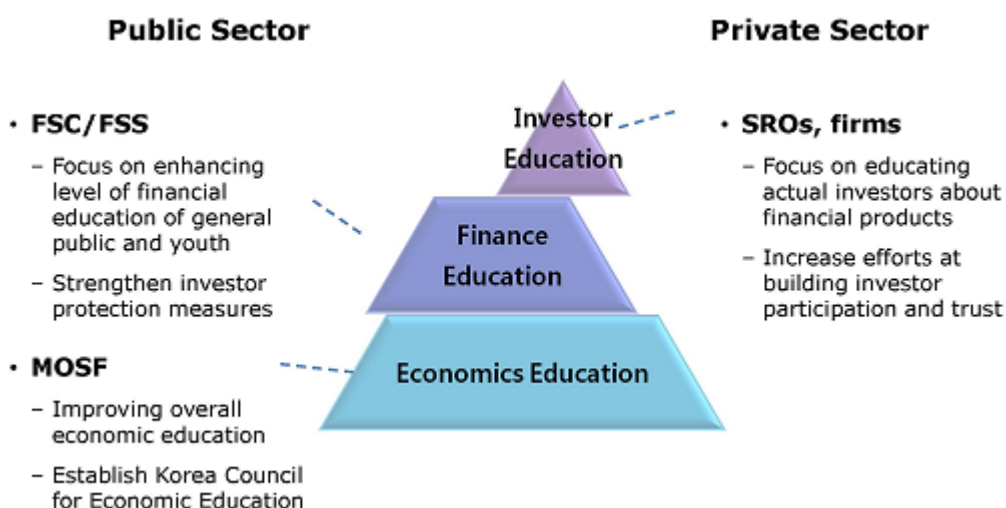 Public Sector
Private Sector
• FSC/FSS
– Focus on enhancing
level of financial
education of general
public and youth
– Strengthen investor
protection measures
• MOSF
– Improving overall
economic education
– Establish Korea Council
for Economic Education
Investor
Education
Finance
Education
Economics Education
• SROs, firms
– Focus on educating
actual investors about
financial products
– Increase efforts at
building investor
participation and trust